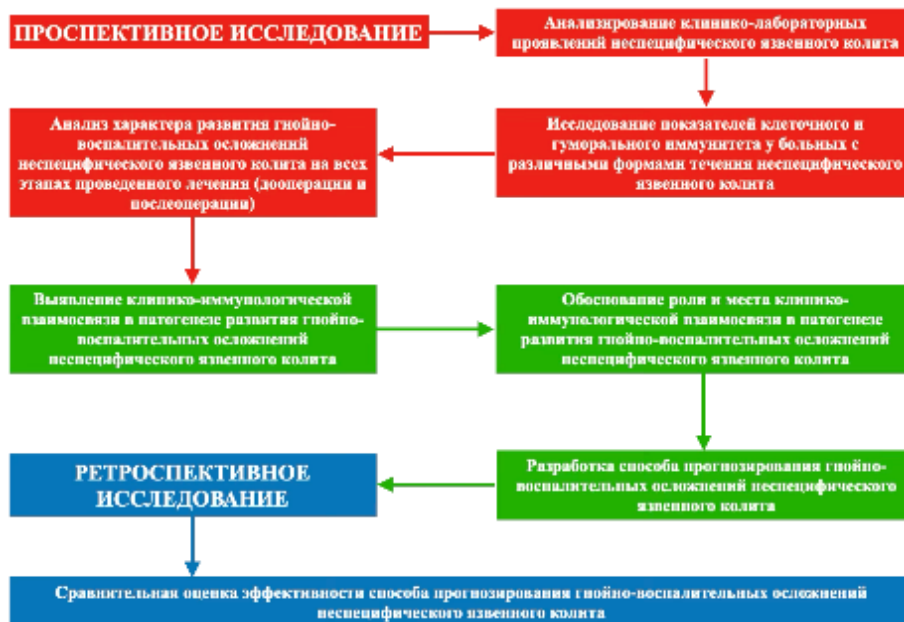 ПРОСПЕКТИВНОЕ ИССЛЕДОВАНИЕ
Анализирование клинико-лабораторных
проявлений неспецифического язвенного колита
Исследование показателей клеточного и
гуморального иммунитета у больных с
различными формами течения неспецифического
язвенного колита
Анализ характера развития гнойно-
воспалительных осложнений
неспецифического язвенного колита на всех
этапах проведенного лечения (дооперации и
послеоперации)
Выявление клинико-иммунологической
взаимосвязи в патогенезе развития гнойно-
воспалительных осложнений
неспецифического язвенного колита
Обоснование роли и места клинико-
иммунологической взаимосвязи в патогенезе
развития гнойно-воспалительных осложнений
неспецифического язвенного колита
Разработка способа прогнозирования гнойно-
воспалительных осложнений неспецифического
язвенного колита
РЕТРОСПЕКТИВНОЕ
ИССЛЕДОВАНИЕ
Сравнительная оценка эффективности способа прогнозирования гнойно-воспалительных осложнений
неспецифического язвенного колита